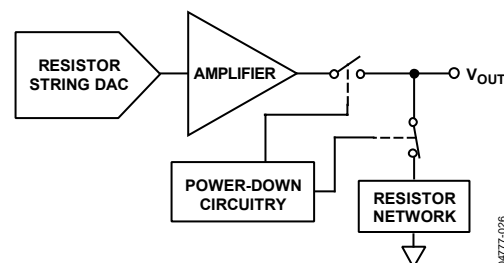 RESISTOR
STRING DAC
AMPLIFIER
VOUT
POWER-DOWN
CIRCUITRY
RESISTOR
NETWORK